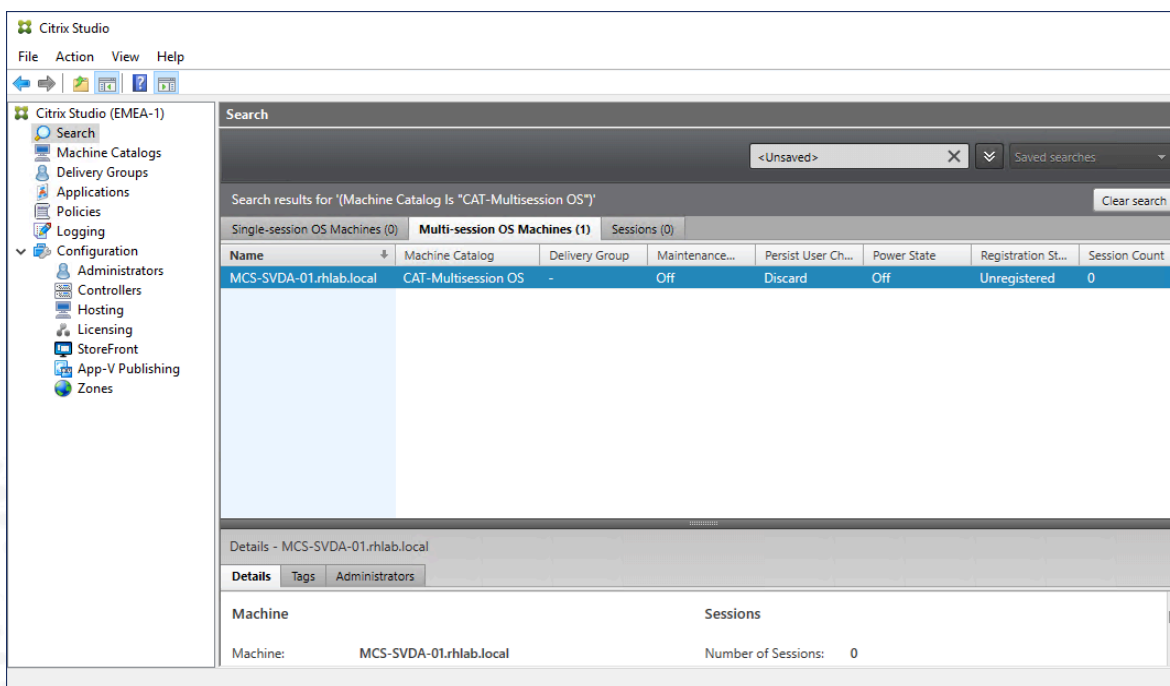 Citrix Studio
File Action View Help
Citrix Studio (EMEA-1)
Search
Machine Catalogs
Delivery Groups
Applications
Policies
Logging
Configuration
Administrators
Controllers
Hosting
Licensing
StoreFront
App-V Publishing
Zones
Search
<Unsaved> Saved searches
Search results for '(Machine Catalog Is "CAT-Multisession OS")' Clear search
Single-session OS Machines (0) Multi-session OS Machines (1) Sessions (0)
Name Machine Catalog Delivery Group Maintenance... Persist User Ch... Power State Registration St... Session Count
MCS-SVDA-01.rhlab.local CAT-Multisession OS - Off Discard Off Unregistered 0
Details - MCS-SVDA-01.rhlab.local
Details Tags Administrators
Machine Sessions
Machine: MCS-SVDA-01.rhlab.local Number of Sessions: 0